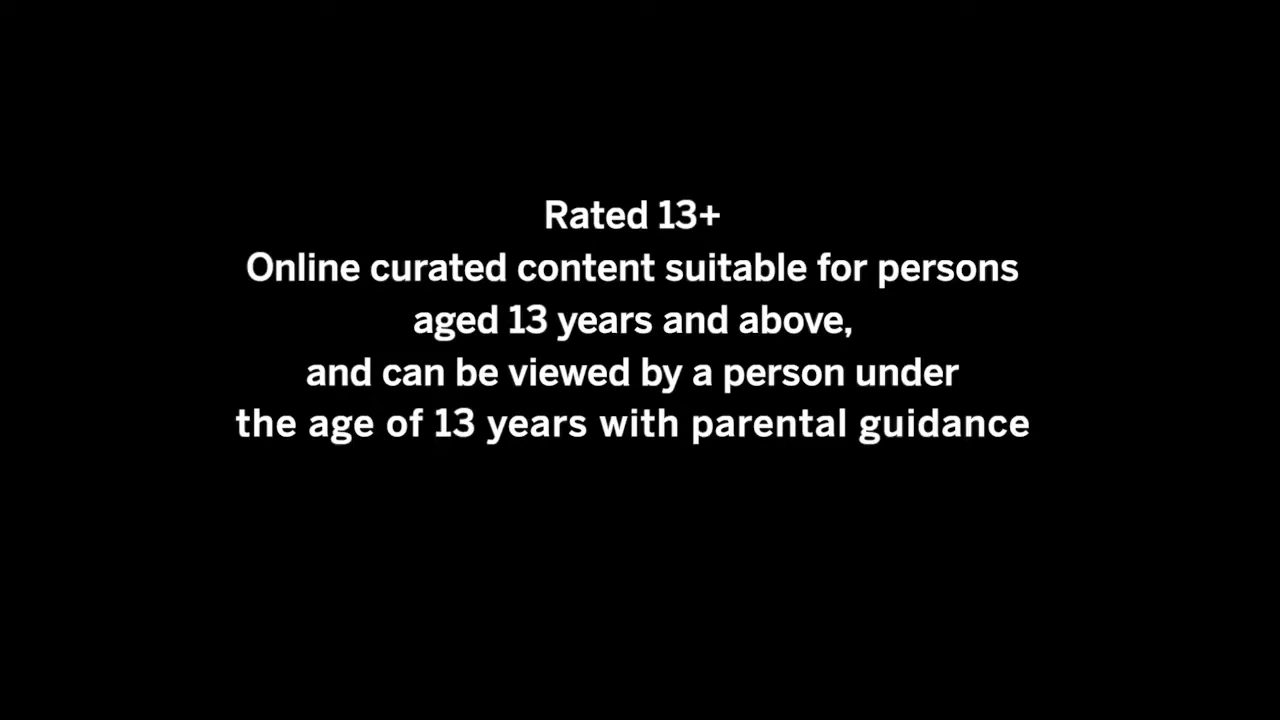 Rated 13+
Online curated content suitable for persons
aged 13 years and above,
and can be viewed by a person under
the age of 13 years with parental guidance